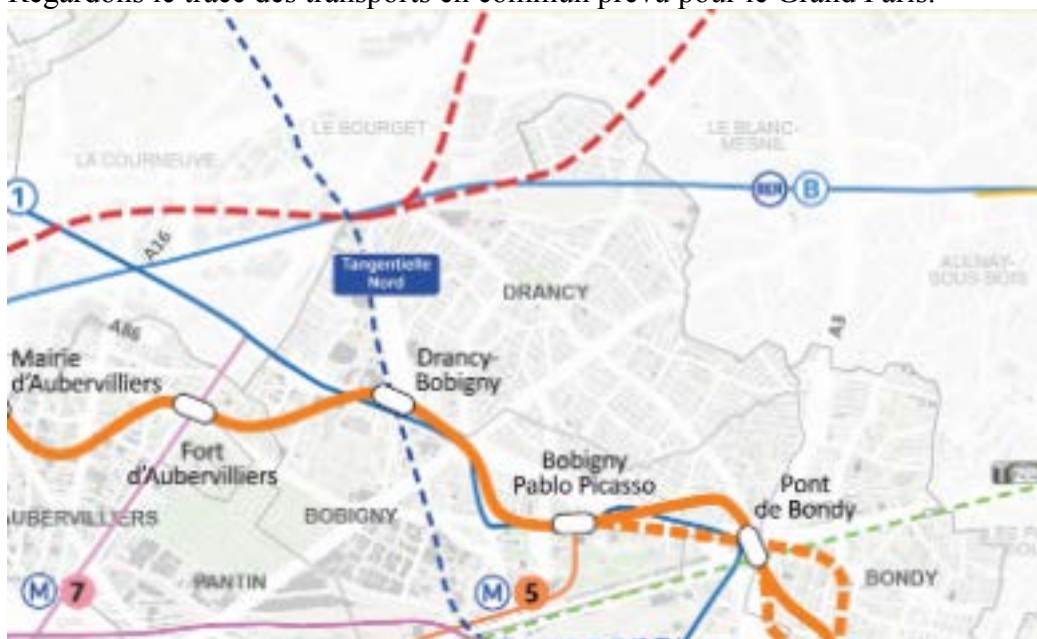 Regardons le tracé des transports en commun prévu pour le Grand Paris.
LE BOURGET
LE BLANC-
MESNIL
LA COURNEUVE
1
RER B
A16
Tangentielle
Nord
DRANCY
AULNAY-
SOUS-BOIS
A3
A86
Mairie
d'Aubervilliers
Drancy-
Bobigny
Fort
d'Aubervilliers
Bobigny
Pablo Picasso
Pont
de Bondy
UBERVILLIERS
BOBIGNY
PANTIN
BONDY
M 7
M 5